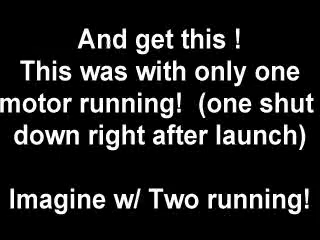 And get this !
This was with only one
motor running!  (one shut
down right after launch)
Imagine w/ Two running!